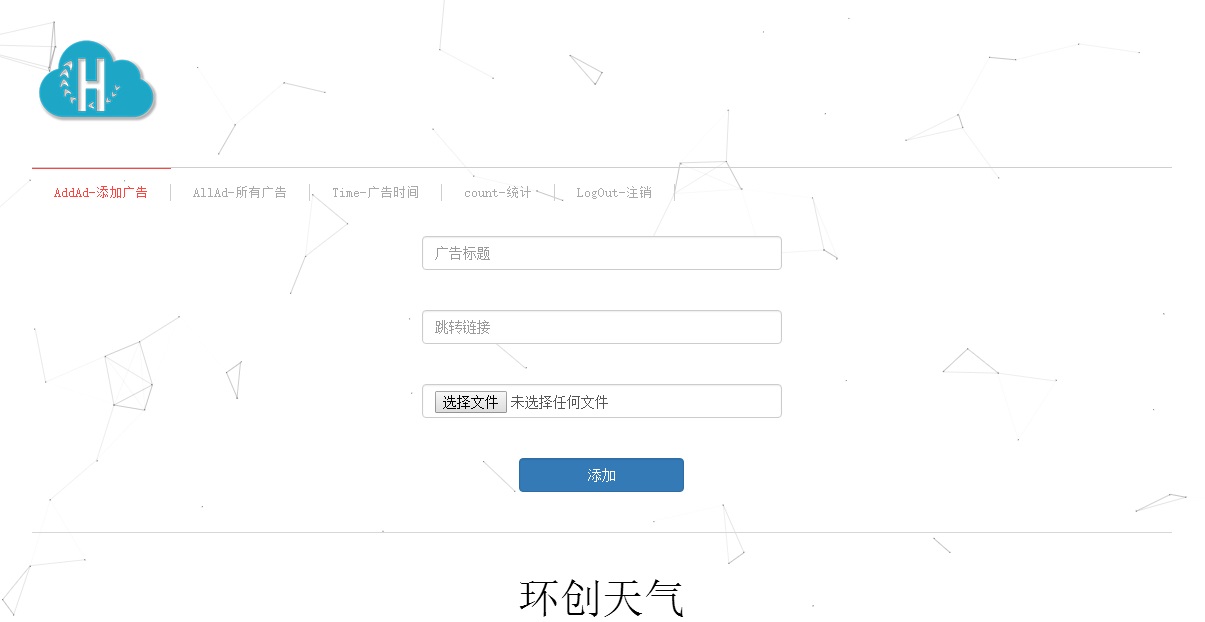 H
AddAd-添加广告 AllAd-所有广告 Time-广告时间 count-统计 LogOut-注销
广告标题
跳转链接
选择文件 未选择任何文件
添加
环创天气